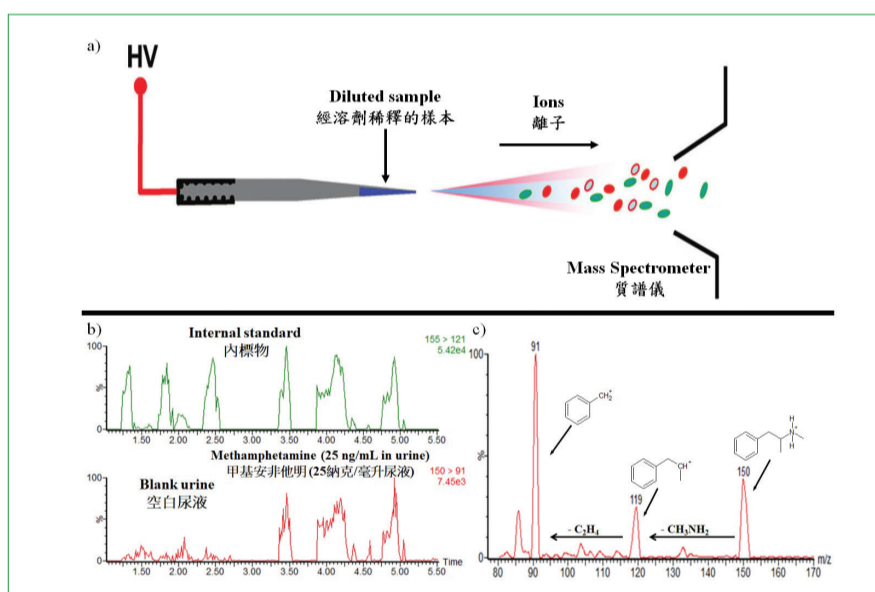 a)
HV
Diluted sample
經溶劑稀釋的樣本
Ions
離子
Mass Spectrometer
質譜儀
b)
Internal standard
內標物
155 > 121
5.42e4
100
%
0
1.50 2.00 2.50 3.00 3.50 4.00 4.50 5.00 5.50
Methamphetamine (25 ng/mL in urine)
甲基安非他明 (25納克/毫升尿液)
Blank urine
空白尿液
150 > 91
7.45e3
100
%
0
Time
1.50 2.00 2.50 3.00 3.50 4.00 4.50 5.00 5.50
c)
91
100
%
0
CH₂⁺
CH⁺
H
N⁺
H
119
150
- C₂H₄
- CH₃NH₂
m/z
80 90 100 110 120 130 140 150 160 170